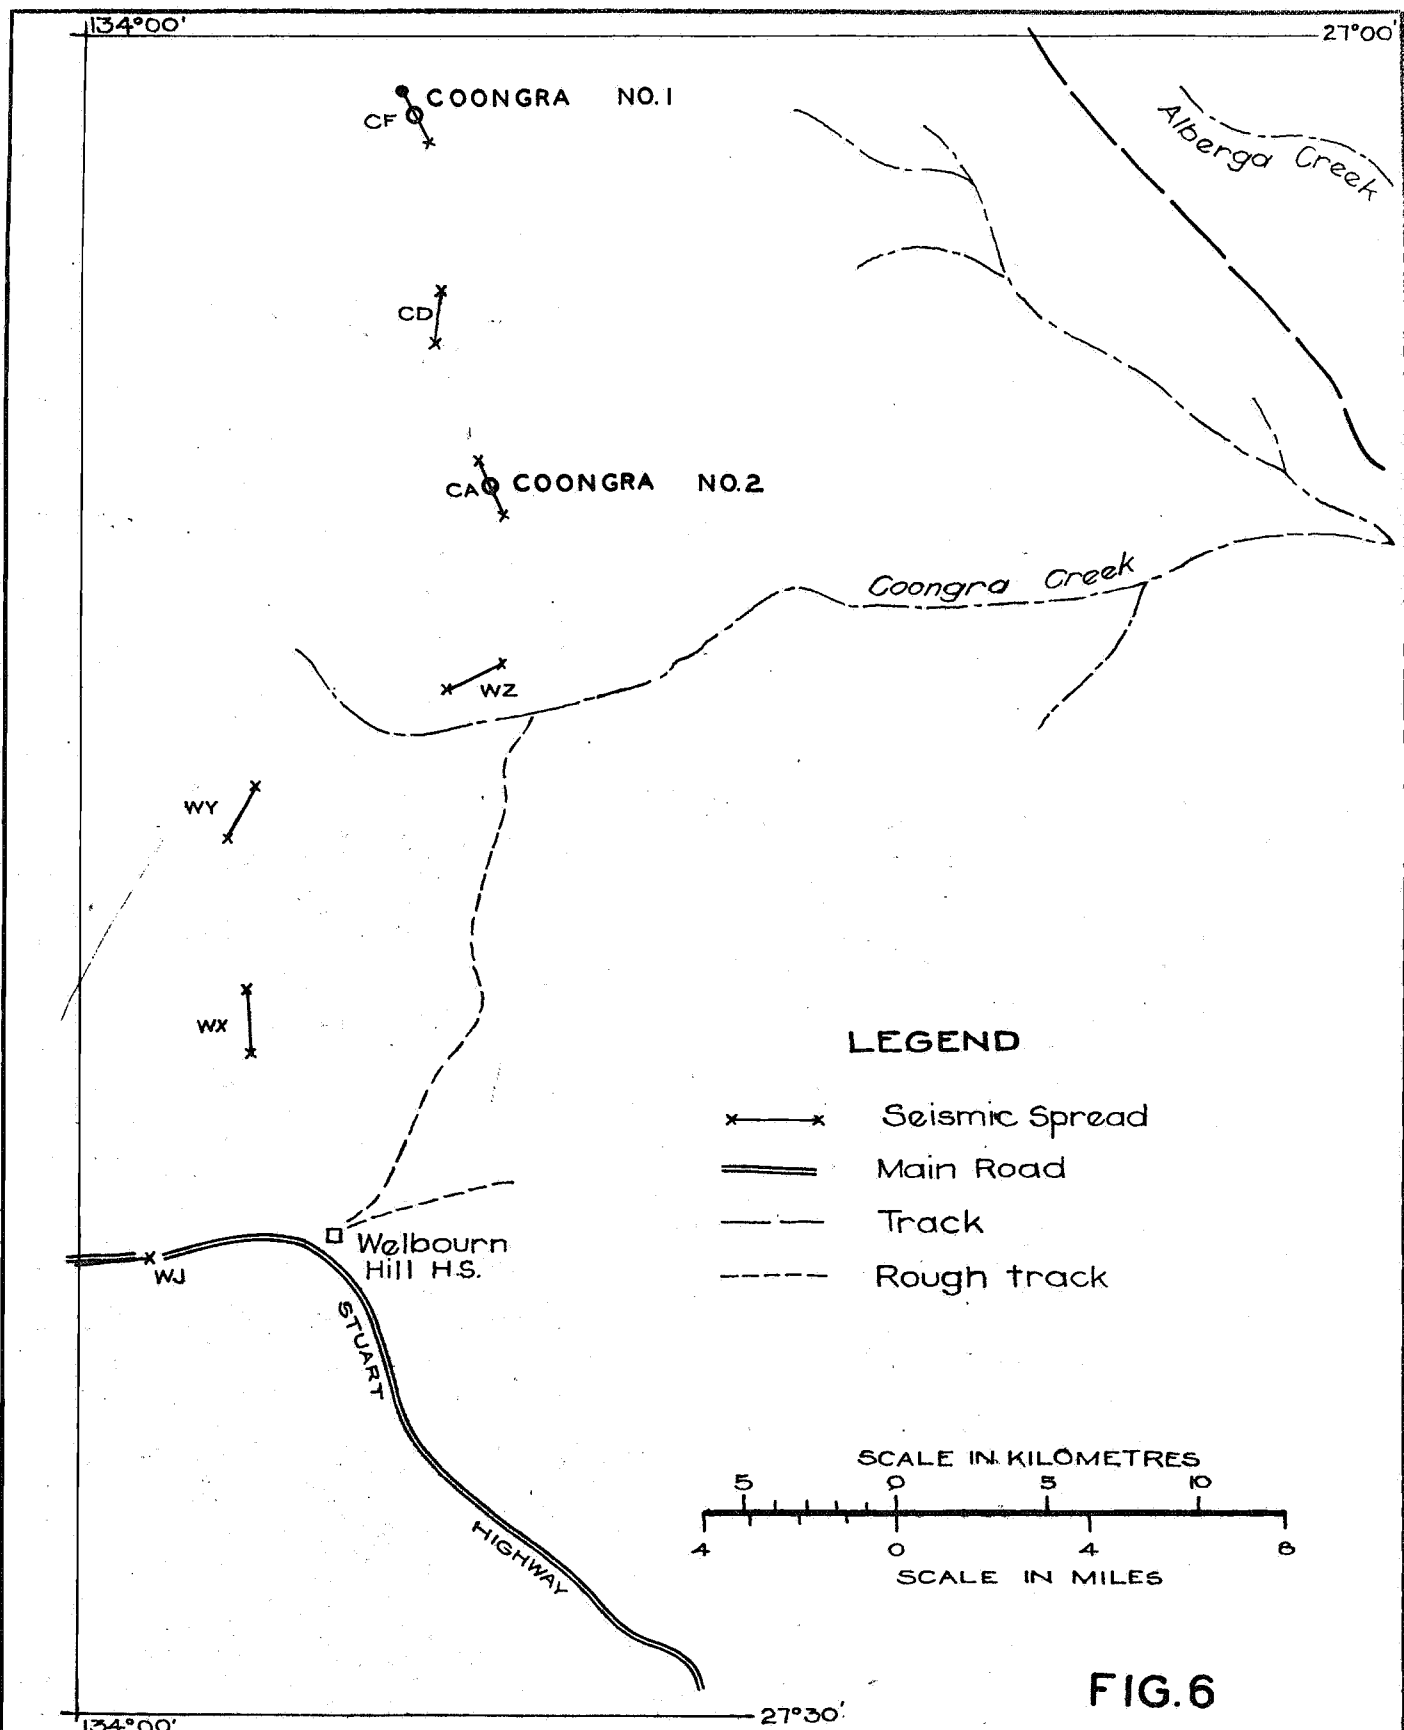 134°00'
27°00'
COONGRA NO.1
CF
Alberga Creek
CD
CA
COONGRA NO.2
Coongra Creek
WZ
WY
WX
LEGEND
Seismic Spread
Main Road
Track
Rough track
Welbourn
Hill H.S.
WJ
STUART
HIGHWAY
SCALE IN KILOMETRES
5 0 5 10
4 0 4 8
SCALE IN MILES
FIG.6
134°00'
27°30'